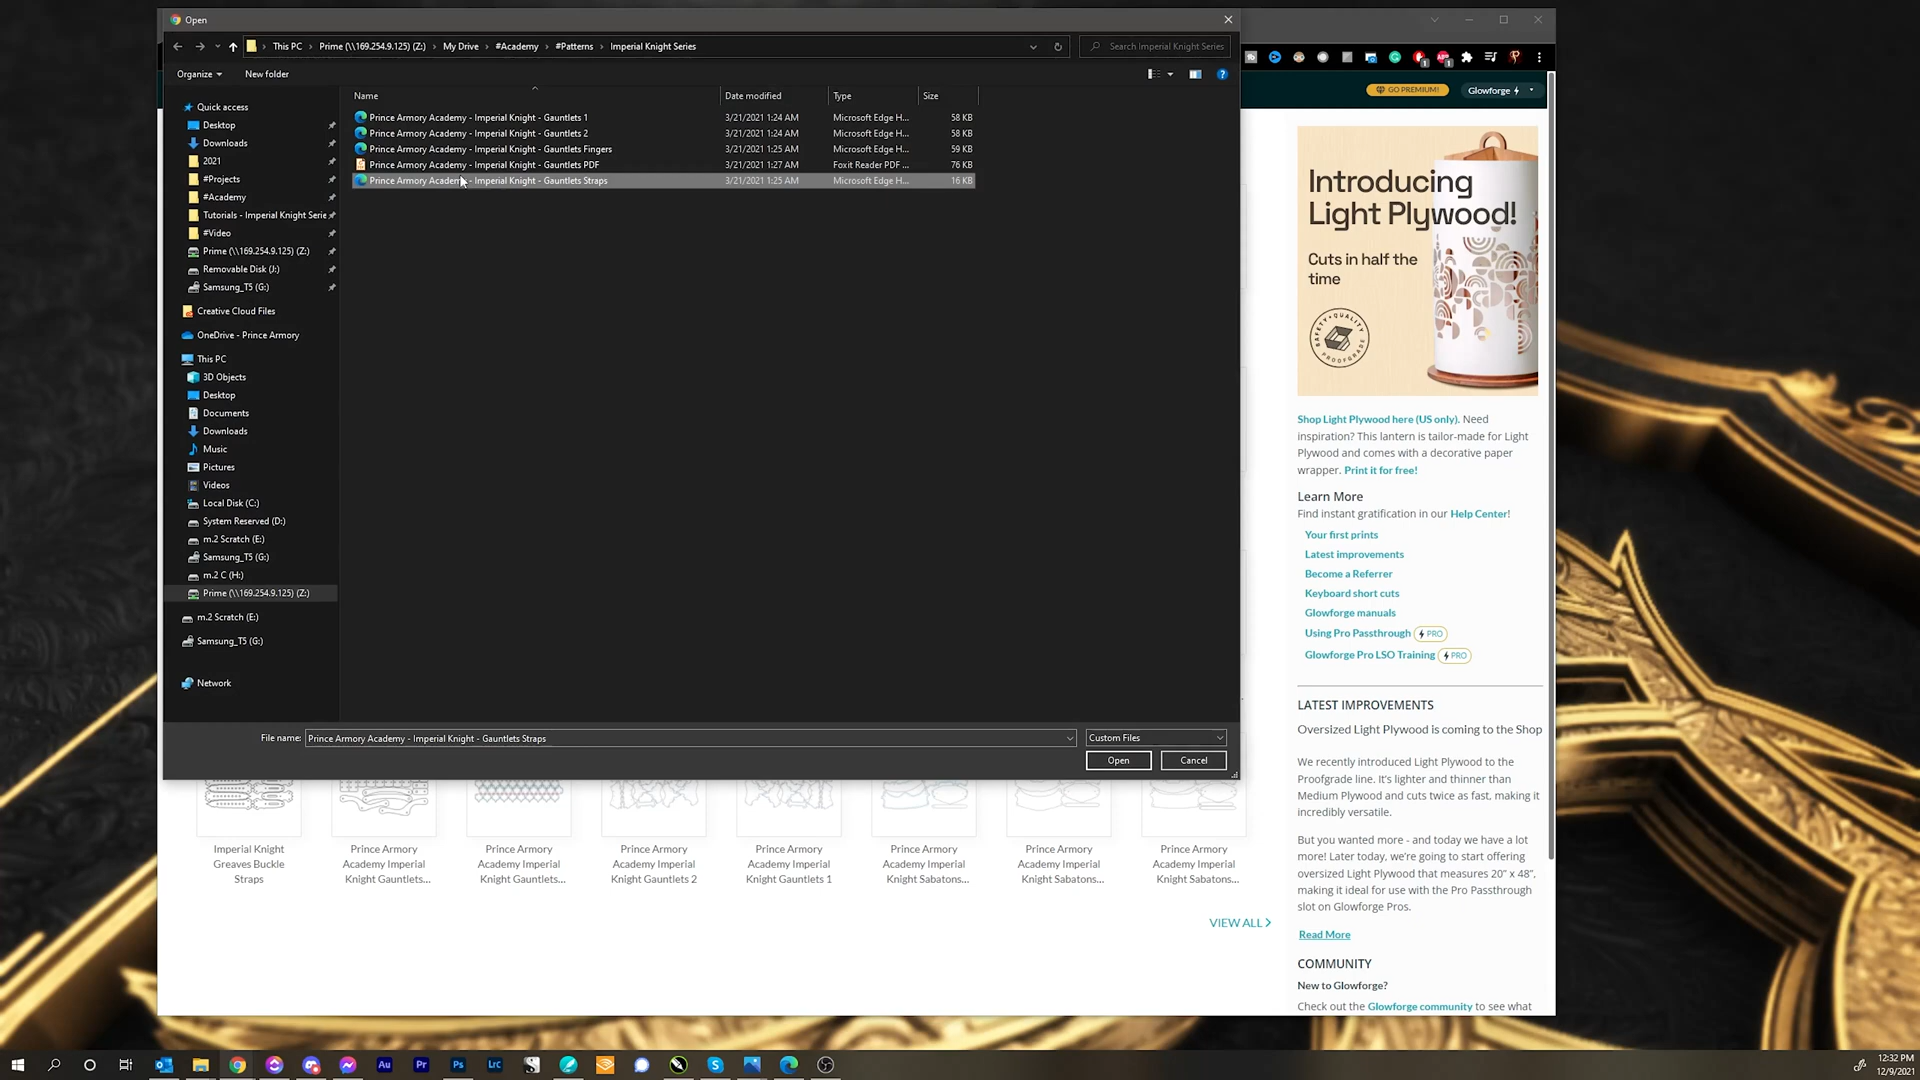 Open
This PC > Prime (\\169.254.9.125) (Z:) > My Drive > #Academy > #Patterns > Imperial Knight Series
Search Imperial Knight Series
Organize
New folder
Name
Date modified
Type
Size
Prince Armory Academy - Imperial Knight - Gauntlets 1 3/21/2021 1:24 AM Microsoft Edge H... 58 KB
Prince Armory Academy - Imperial Knight - Gauntlets 2 3/21/2021 1:24 AM Microsoft Edge H... 58 KB
Prince Armory Academy - Imperial Knight - Gauntlets Fingers 3/21/2021 1:25 AM Microsoft Edge H... 59 KB
Prince Armory Academy - Imperial Knight - Gauntlets PDF 3/21/2021 1:27 AM Foxit Reader PDF ... 76 KB
Prince Armory Academy - Imperial Knight - Gauntlets Straps 3/21/2021 1:25 AM Microsoft Edge H... 16 KB
Quick access
Desktop
Downloads
2021
#Projects
#Academy
Tutorials - Imperial Knight Serie
#Video
Prime (\\169.254.9.125) (Z:)
Removable Disk (J:)
Samsung_T5 (G:)
Creative Cloud Files
OneDrive - Prince Armory
This PC
3D Objects
Desktop
Documents
Downloads
Music
Pictures
Videos
Local Disk (C:)
System Reserved (D:)
m.2 Scratch (E:)
Samsung_T5 (G:)
m.2 C (H:)
Prime (\\169.254.9.125) (Z:)
m.2 Scratch (E:)
Samsung_T5 (G:)
Network
File name: Prince Armory Academy - Imperial Knight - Gauntlets Straps
Custom Files
Open
Cancel
Imperial Knight
Greaves Buckle
Straps
Prince Armory
Academy Imperial
Knight Gauntlets...
Prince Armory
Academy Imperial
Knight Gauntlets...
Prince Armory
Academy Imperial
Knight Gauntlets 2
Prince Armory
Academy Imperial
Knight Gauntlets 1
Prince Armory
Academy Imperial
Knight Sabatons...
Prince Armory
Academy Imperial
Knight Sabatons...
Prince Armory
Academy Imperial
Knight Sabatons...
VIEW ALL >
GO PREMIUM!
Glowforge
Introducing
Light Plywood!
Cuts in half the
time
SAFETY + QUALITY
PROOFGRADE
Shop Light Plywood here (US only). Need
inspiration? This lantern is tailor-made for Light
Plywood and comes with a decorative paper
wrapper. Print it for free!
Learn More
Find instant gratification in our Help Center!
Your first prints
Latest improvements
Become a Referrer
Keyboard short cuts
Glowforge manuals
Using Pro Passthrough PRO
Glowforge Pro LSO Training PRO
LATEST IMPROVEMENTS
Oversized Light Plywood is coming to the Shop
We recently introduced Light Plywood to the
Proofgrade line. It's lighter and thinner than
Medium Plywood and cuts twice as fast, making it
incredibly versatile.
But you wanted more - and today we have a lot
more! Later today, we're going to start offering
oversized Light Plywood that measures 20" x 48",
making it ideal for use with the Pro Passthrough
slot on Glowforge Pros.
Read More
COMMUNITY
New to Glowforge?
Check out the Glowforge community to see what
Au
Pr
Ps
Lrc
12:32 PM
12/9/2021